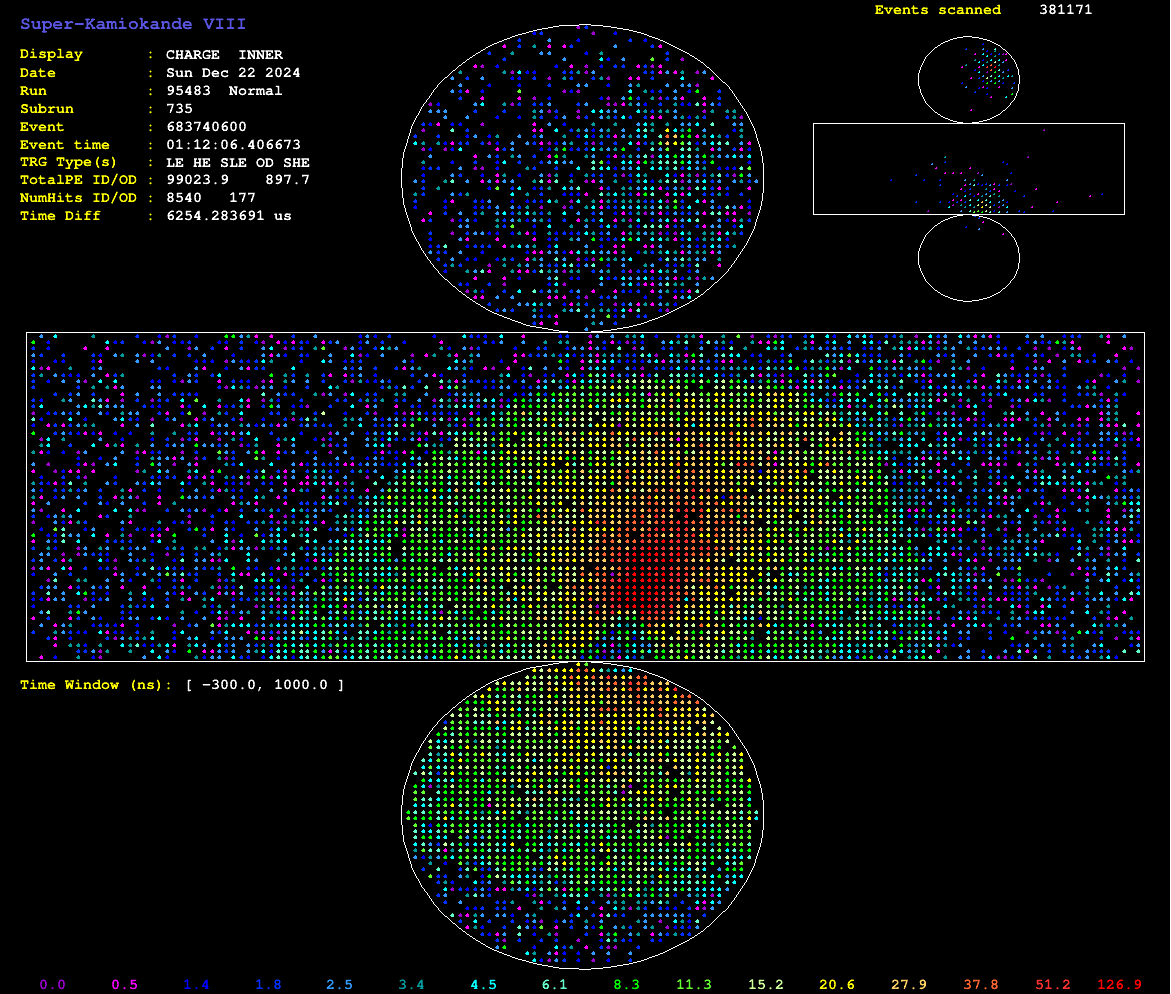 Super-Kamiokande VIII
Events scanned 381171
Display : CHARGE INNER
Date : Sun Dec 22 2024
Run : 95483 Normal
Subrun : 735
Event : 683740600
Event time : 01:12:06.406673
TRG Type(s) : LE HE SLE OD SHE
TotalPE ID/OD : 99023.9 897.7
NumHits ID/OD : 8540 177
Time Diff : 6254.283691 us
Time Window (ns): [ −300.0, 1000.0 ]
0.0 0.5 1.4 1.8 2.5 3.4 4.5 6.1 8.3 11.3 15.2 20.6 27.9 37.8 51.2 126.9